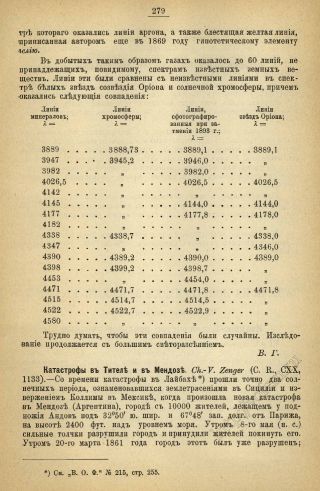 279
трѣ котораго оказались линіи аргона, а также блестящая желтая линія,
приписанная авторомъ еще въ 1869 году гипотетическому элементу
гелію.
Въ добытыхъ такимъ образомъ газахъ оказалось до 60 линій, не
принадлежащихъ, повидимому, спектрамъ извѣстныхъ земныхъ ве-
ществъ. Линіи эти были сравнены съ неизвѣстными линіями въ спек-
трѣ бѣлыхъ звѣздъ созвѣздія Оріона и солнечной хромосферы, причемъ
оказались слѣдующія совпаденія:
Линіи Линіи Линіи, Линіи
минераловъ; хромосферы; сфотографиро- звѣздъ Оріона;
λ = λ = ванныя при за- λ =
тменіи 1893 г.;
λ =
3889 3888,73 3889,1 3889,1
3947 3945,2 3946,0 „
3982 „ 3982,0 „
4026,5 „ 4026,5 4026,5
4142 „ „ „
4145 „ 4144,0 4144,0
4177 „ 4177,8 4178,0
4182 „ „ „
4338 4338,7 „ 4338,0
4347 „ „ 4346,0
4390 4389,2 4390,0 4389,0
4398 4399,2 4398,7 „
4453 „ 4454,0 „
4471 4471,7 4471,8 4471,8
4515 4514,7 4514,5 „
4522 4522,7 4522,9 „
4580 „ „ „
Трудно думать, чтобы эти совпаденія были случайны. Изслѣдо-
ваніе продолжается съ большимъ свѣторазсѣяніемъ.
В. Г.
Катастрофы въ Тителѣ и въ Мендозѣ. Ch.-V. Zenger (C. R., CXX,
1133).—Со времени катастрофы въ Лайбахѣ*) прошли точно два сол-
нечныхъ періода, ознаменовавшихся землетрясеніями въ Сициліи и из-
верженіемъ Коллимы въ Мексикѣ, когда произошла новая катастрофа
въ Мендозѣ (Аргентина), городѣ съ 10000 жителей, лежащемъ у под-
ножія Андовъ подъ 32°50′ ю. шир. и 67°48′ зап. долг. отъ Парижа,
на высотѣ 2400 фут. надъ уровнемъ моря. Утромъ 8-го мая (н. с.)
сильные толчки разрушили городъ и принудили жителей покинуть его.
Утромъ 20-го марта 1861 года городъ этотъ былъ уже разрушенъ;
*) См. „В. О. Ф.“ № 215, стр. 255.